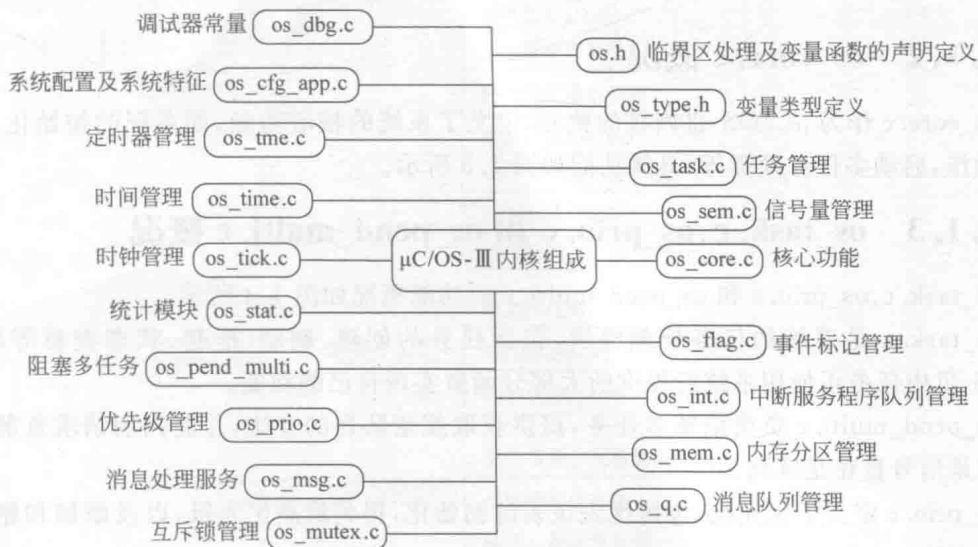 调试器常量 os_dbg.c
系统配置及系统特征 os_cfg_app.c
定时器管理 os_tme.c
时间管理 os_time.c
时钟管理 os_tick.c
统计模块 os_stat.c
阻塞多任务 os_pend_multi.c
优先级管理 os_prio.c
消息处理服务 os_msg.c
互斥锁管理 os_mutex.c
μC/OS-Ⅲ内核组成
os.h 临界区处理及变量函数的声明定义
os_type.h 变量类型定义
os_task.c 任务管理
os_sem.c 信号量管理
os_core.c 核心功能
os_flag.c 事件标记管理
os_int.c 中断服务程序队列管理
os_mem.c 内存分区管理
os_q.c 消息队列管理